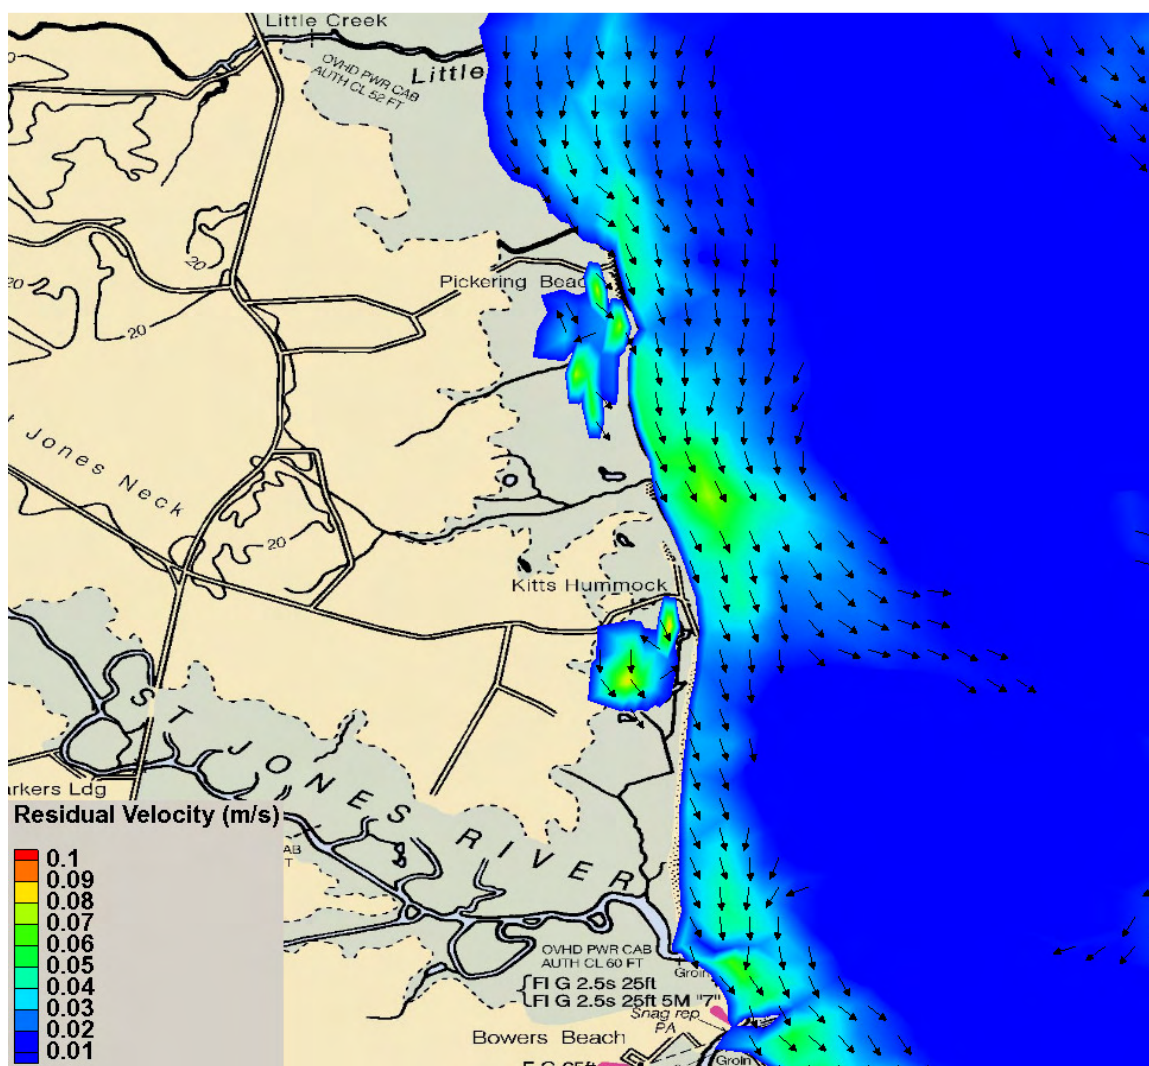 Little Creek
OVHD PWR CAB
AUTH CL 52 FT
Little
20
20
20
Pickering Beac
20
Jones Neck
20
Kitts Hummock
ST JONES RIVER
arkers Ldg
Residual Velocity (m/s)
0.1
0.09
0.08
0.07
0.06
0.05
0.04
0.03
0.02
0.01
AB
T
OVHD PWR CAB
AUTH CL 60 FT
Groin
Fl G 2.5s 25ft
Fl G 2.5s 25ft 5M "7"
Snag rep
PA
Bowers Beach
Groin